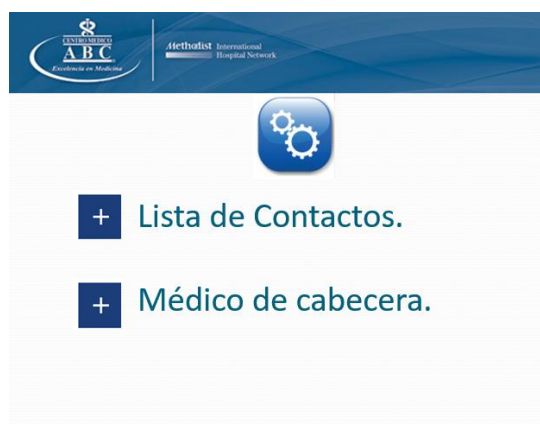 CENTRO MEDICO
ABC
Excelencia en Medicina
Methodist International
Hospital Network
+ Lista de Contactos.
+ Médico de cabecera.